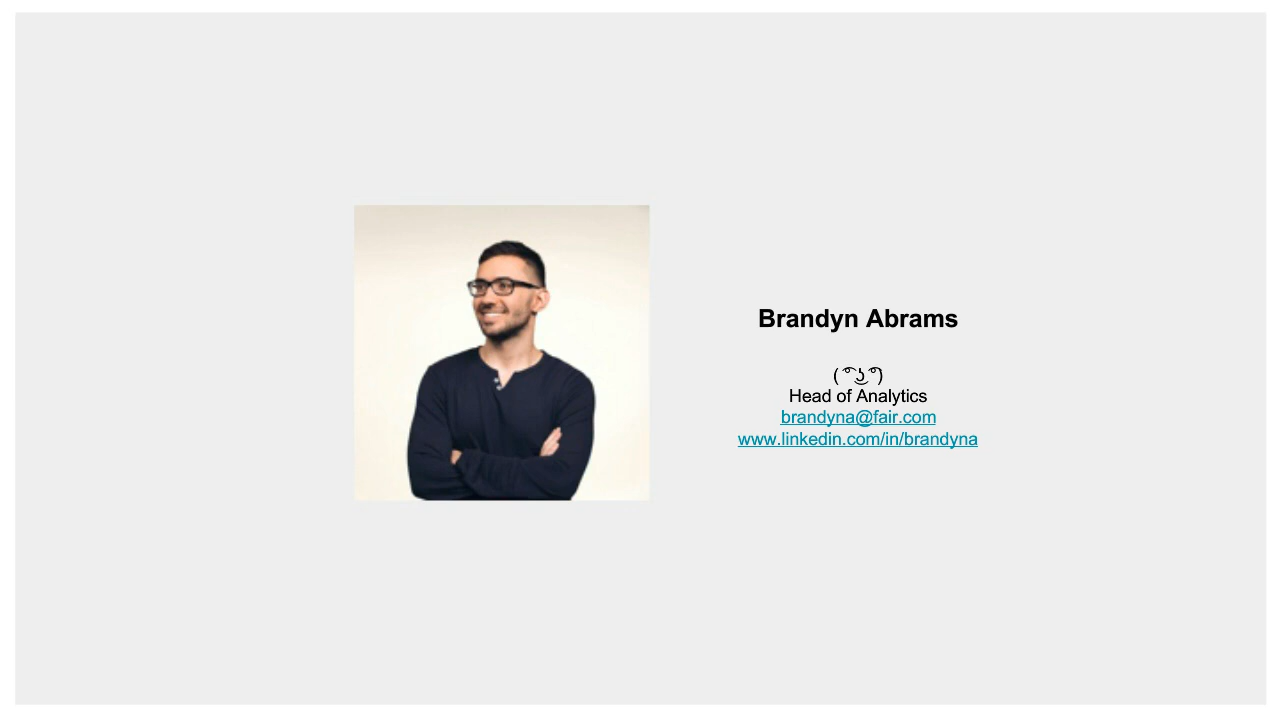 Brandyn Abrams
( ͡° ͜ʖ ͡°)
Head of Analytics
brandyna@fair.com
www.linkedin.com/in/brandyna